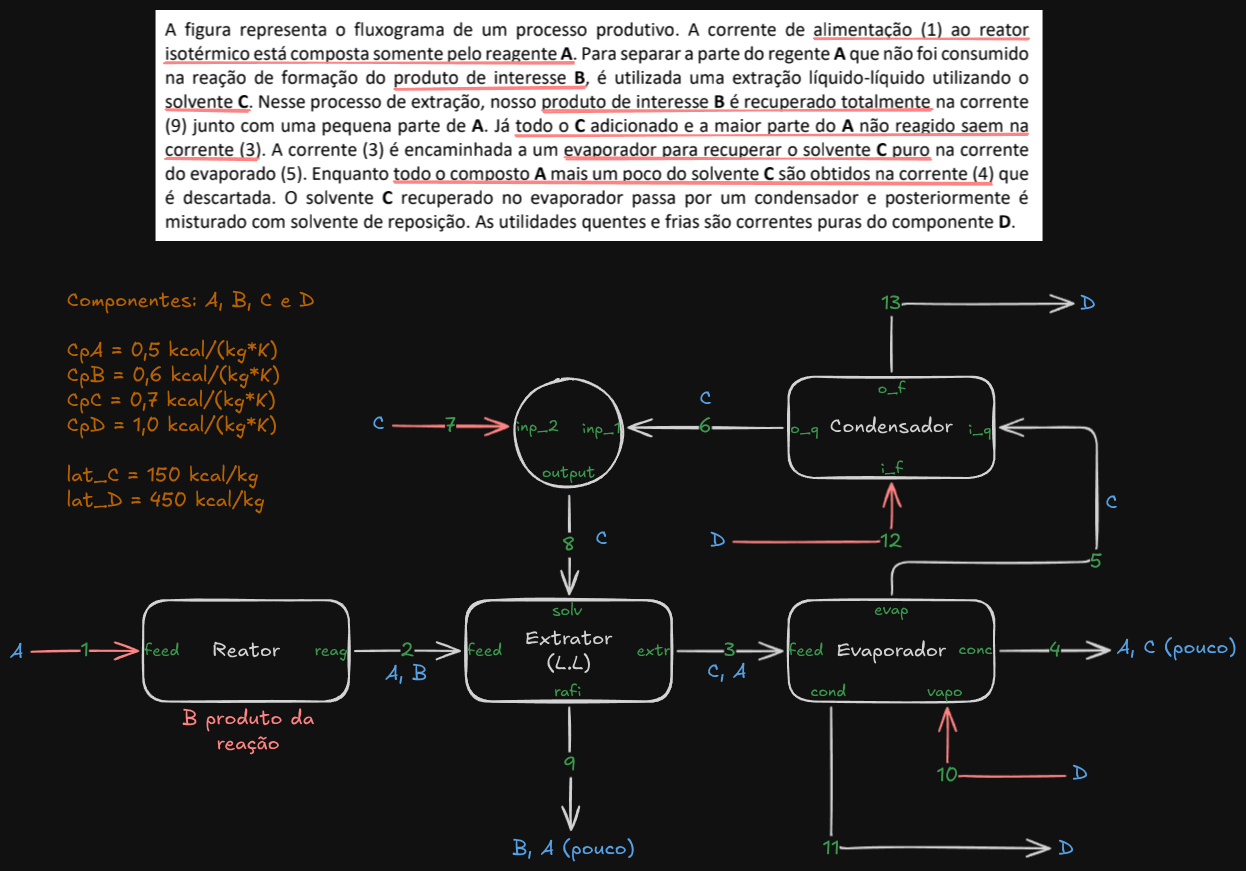 A figura representa o fluxograma de um processo produtivo. A corrente de alimentação (1) ao reator
isotérmico está composta somente pelo reagente A. Para separar a parte do regente A que não foi consumido
na reação de formação do produto de interesse B, é utilizada uma extração líquido-líquido utilizando o
solvente C. Nesse processo de extração, nosso produto de interesse B é recuperado totalmente na corrente
(9) junto com uma pequena parte de A. Já todo o C adicionado e a maior parte do A não reagido saem na
corrente (3). A corrente (3) é encaminhada a um evaporador para recuperar o solvente C puro na corrente
do evaporado (5). Enquanto todo o composto A mais um poco do solvente C são obtidos na corrente (4) que
é descartada. O solvente C recuperado no evaporador passa por um condensador e posteriormente é
misturado com solvente de reposição. As utilidades quentes e frias são correntes puras do componente D.
Componentes: A, B, C e D
CpA = 0,5 kcal/(kg*K)
CpB = 0,6 kcal/(kg*K)
CpC = 0,7 kcal/(kg*K)
CpD = 1,0 kcal/(kg*K)
lat_C = 150 kcal/kg
lat_D = 450 kcal/kg
13
D
o_f
C
C
7
inp_2
inp_1
6
o_q
Condensador
i_q
output
i_f
8
C
D
12
C
5
solv
evap
A
1
feed
Reator
reag
2
A, B
feed
Extrator
(L.L)
extr
3
C, A
feed
Evaporador
conc
4
A, C (pouco)
rafi
cond
vapo
B produto da
reação
9
10
D
B, A (pouco)
11
D